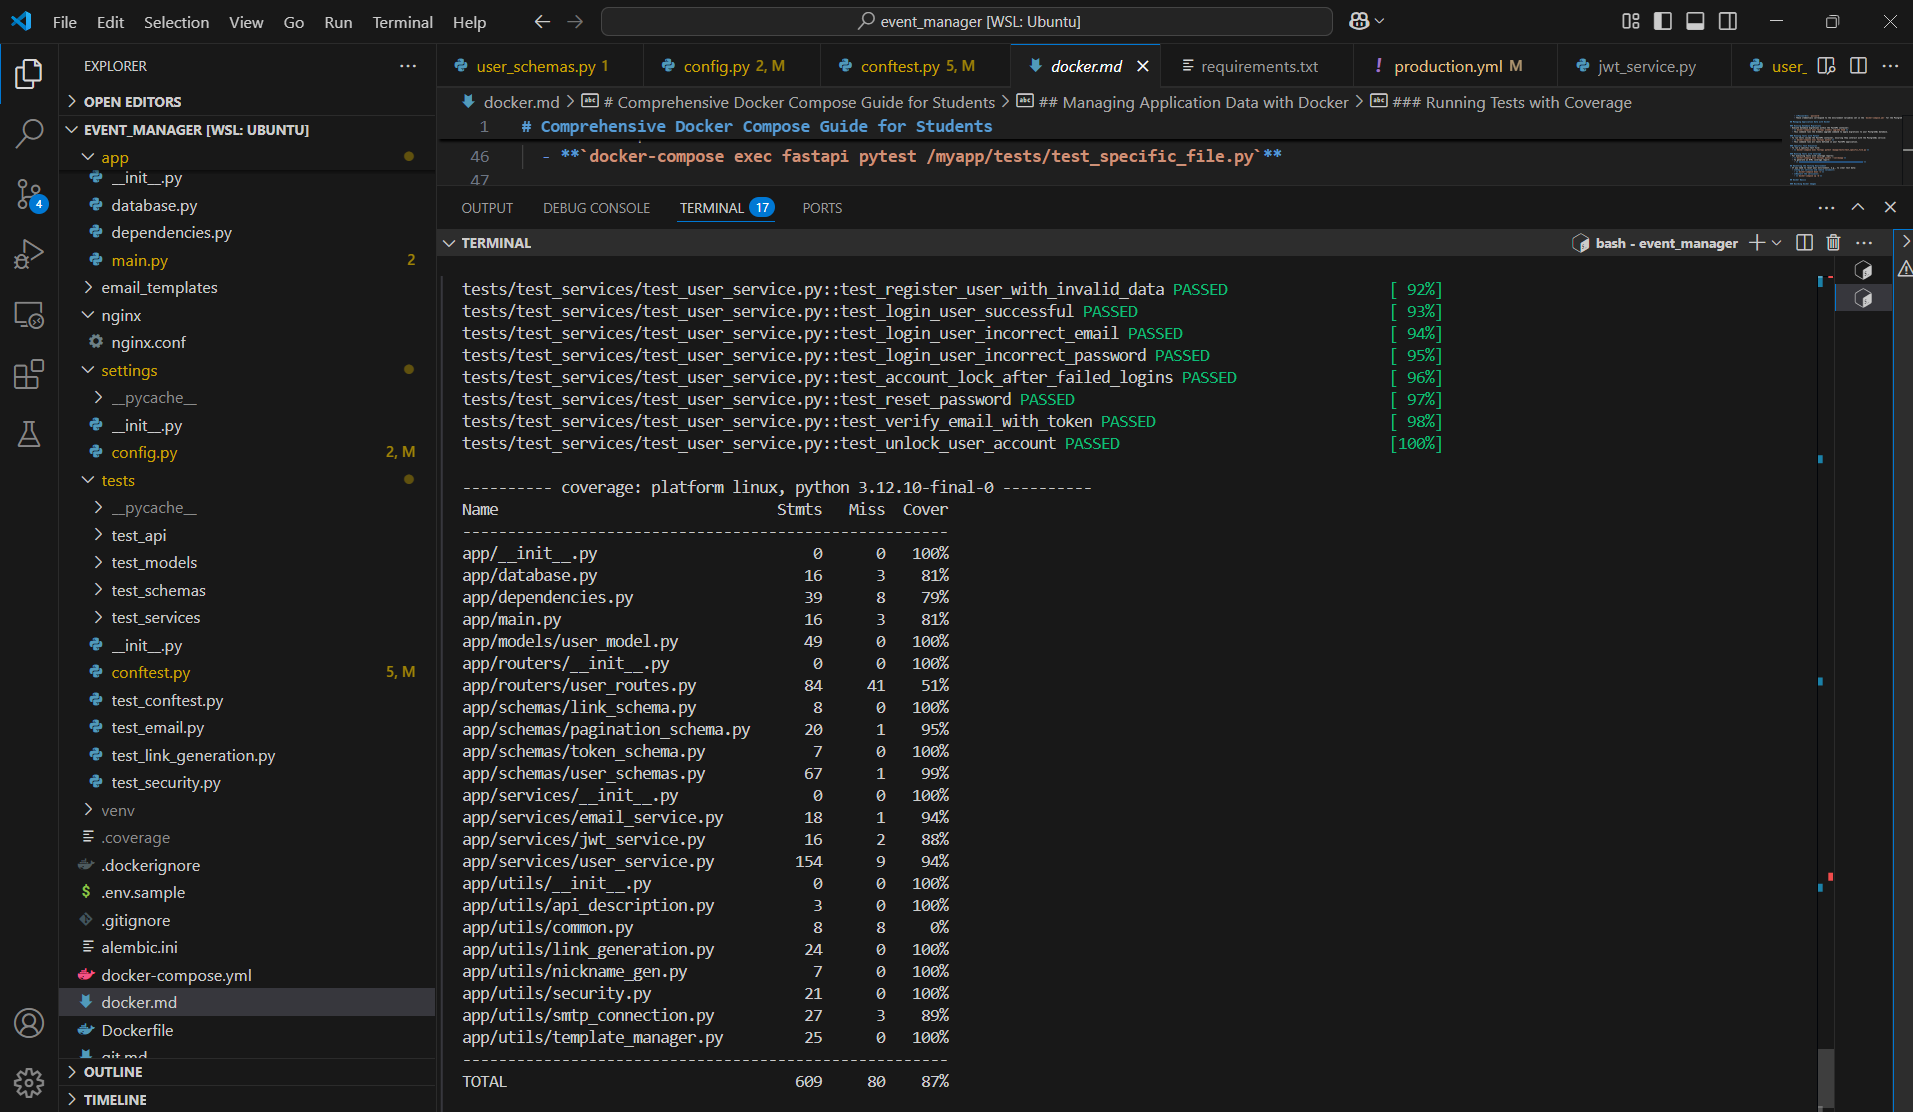 File Edit Selection View Go Run Terminal Help
event_manager [WSL: Ubuntu]
EXPLORER
OPEN EDITORS
EVENT_MANAGER [WSL: UBUNTU]
app
__init__.py
database.py
dependencies.py
main.py 2
email_templates
nginx
nginx.conf
settings
__pycache__
__init__.py
config.py 2, M
tests
__pycache__
test_api
test_models
test_schemas
test_services
__init__.py
conftest.py 5, M
test_conftest.py
test_email.py
test_link_generation.py
test_security.py
venv
.coverage
.dockerignore
.env.sample
.gitignore
alembic.ini
docker-compose.yml
docker.md
Dockerfile
git.md
OUTLINE
TIMELINE
4
user_schemas.py 1 config.py 2, M conftest.py 5, M docker.md requirements.txt ! production.yml M jwt_service.py user_
docker.md > # Comprehensive Docker Compose Guide for Students > ## Managing Application Data with Docker > ### Running Tests with Coverage
1 # Comprehensive Docker Compose Guide for Students
46 - **`docker-compose exec fastapi pytest /myapp/tests/test_specific_file.py`**
47
OUTPUT DEBUG CONSOLE TERMINAL 17 PORTS
TERMINAL bash - event_manager
tests/test_services/test_user_service.py::test_register_user_with_invalid_data PASSED [ 92%]
tests/test_services/test_user_service.py::test_login_user_successful PASSED [ 93%]
tests/test_services/test_user_service.py::test_login_user_incorrect_email PASSED [ 94%]
tests/test_services/test_user_service.py::test_login_user_incorrect_password PASSED [ 95%]
tests/test_services/test_user_service.py::test_account_lock_after_failed_logins PASSED [ 96%]
tests/test_services/test_user_service.py::test_reset_password PASSED [ 97%]
tests/test_services/test_user_service.py::test_verify_email_with_token PASSED [ 98%]
tests/test_services/test_user_service.py::test_unlock_user_account PASSED [100%]
---------- coverage: platform linux, python 3.12.10-final-0 ----------
Name Stmts Miss Cover
------------------------------------------------------
app/__init__.py 0 0 100%
app/database.py 16 3 81%
app/dependencies.py 39 8 79%
app/main.py 16 3 81%
app/models/user_model.py 49 0 100%
app/routers/__init__.py 0 0 100%
app/routers/user_routes.py 84 41 51%
app/schemas/link_schema.py 8 0 100%
app/schemas/pagination_schema.py 20 1 95%
app/schemas/token_schema.py 7 0 100%
app/schemas/user_schemas.py 67 1 99%
app/services/__init__.py 0 0 100%
app/services/email_service.py 18 1 94%
app/services/jwt_service.py 16 2 88%
app/services/user_service.py 154 9 94%
app/utils/__init__.py 0 0 100%
app/utils/api_description.py 3 0 100%
app/utils/common.py 8 8 0%
app/utils/link_generation.py 24 0 100%
app/utils/nickname_gen.py 7 0 100%
app/utils/security.py 21 0 100%
app/utils/smtp_connection.py 27 3 89%
app/utils/template_manager.py 25 0 100%
------------------------------------------------------
TOTAL 609 80 87%